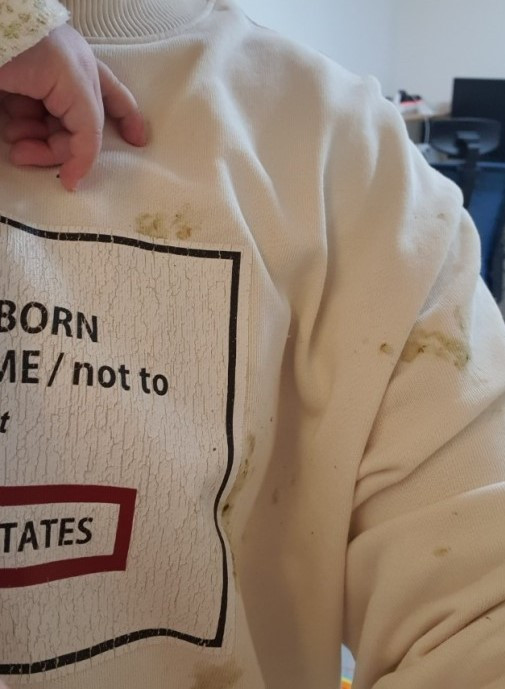 BORN
ME / not to
t
TATES